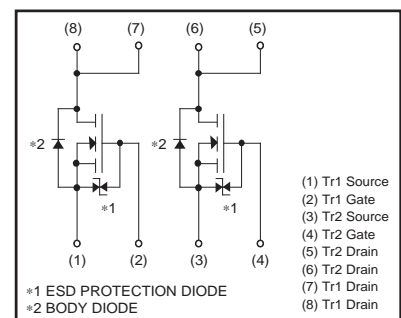 (8) (7) (6) (5)
∗2 ∗2
∗1 ∗1
(1) (2) (3) (4)
(1) Tr1 Source
(2) Tr1 Gate
(3) Tr2 Source
(4) Tr2 Gate
(5) Tr2 Drain
(6) Tr2 Drain
(7) Tr1 Drain
(8) Tr1 Drain
∗1 ESD PROTECTION DIODE
∗2 BODY DIODE